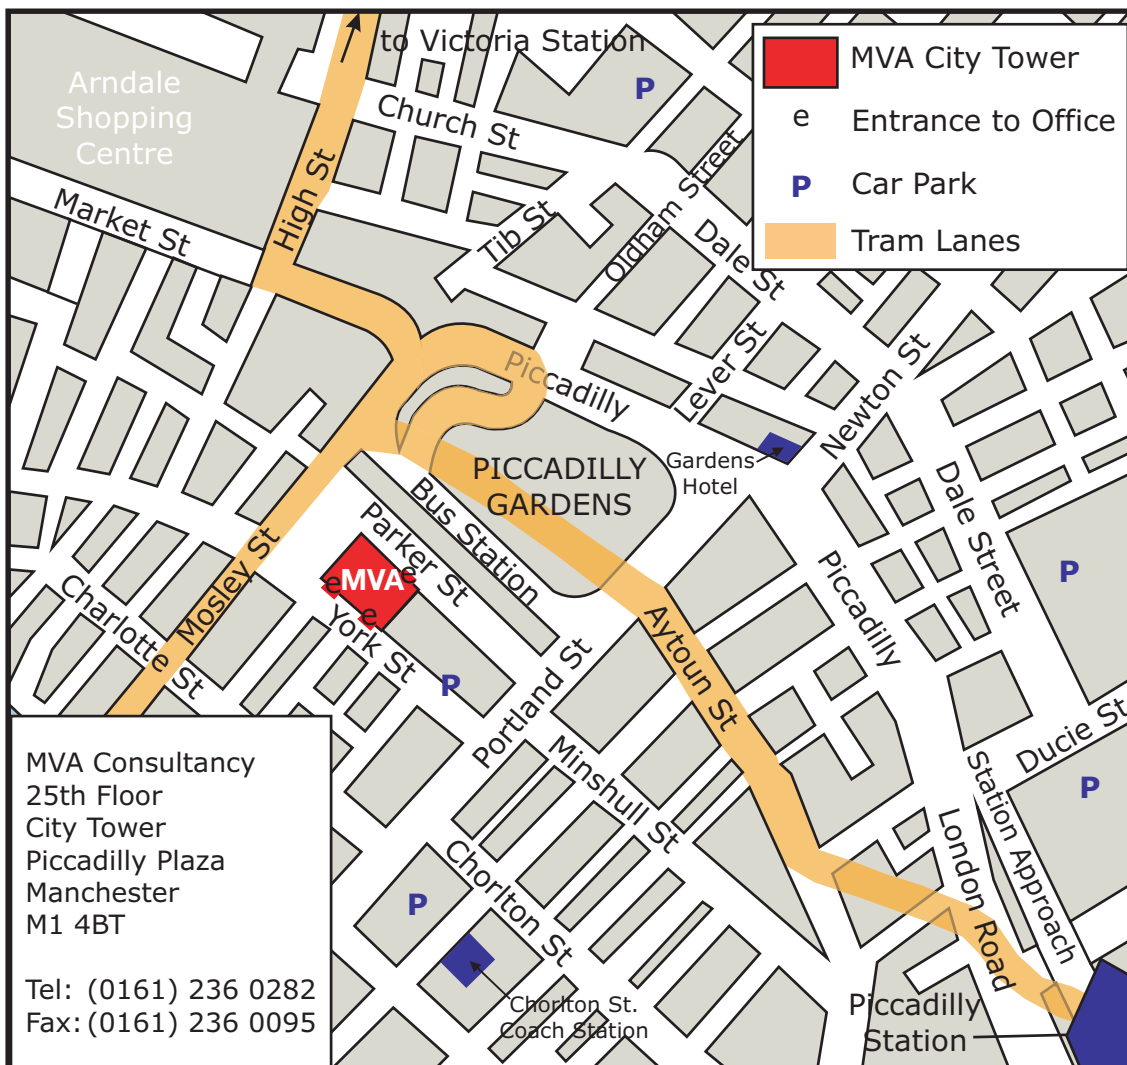 to Victoria Station
Arndale
Shopping
Centre
P
Church St
High St
Market St
Tib St
Oldham Street
Dale St
MVA City Tower
e
Entrance to Office
P
Car Park
Tram Lanes
Piccadilly
Lever St
Newton St
Gardens
Hotel
PICCADILLY
GARDENS
Bus Station
Parker St
Mosley St
Charlotte St
e
MVA
e
e
York St
P
Portland St
Aytoun St
Piccadilly
Dale Street
P
Minshull St
Ducie St
P
Station Approach
London Road
Chorlton St
P
Chorlton St.
Coach Station
Piccadilly
Station
MVA Consultancy
25th Floor
City Tower
Piccadilly Plaza
Manchester
M1 4BT
Tel: (0161) 236 0282
Fax: (0161) 236 0095